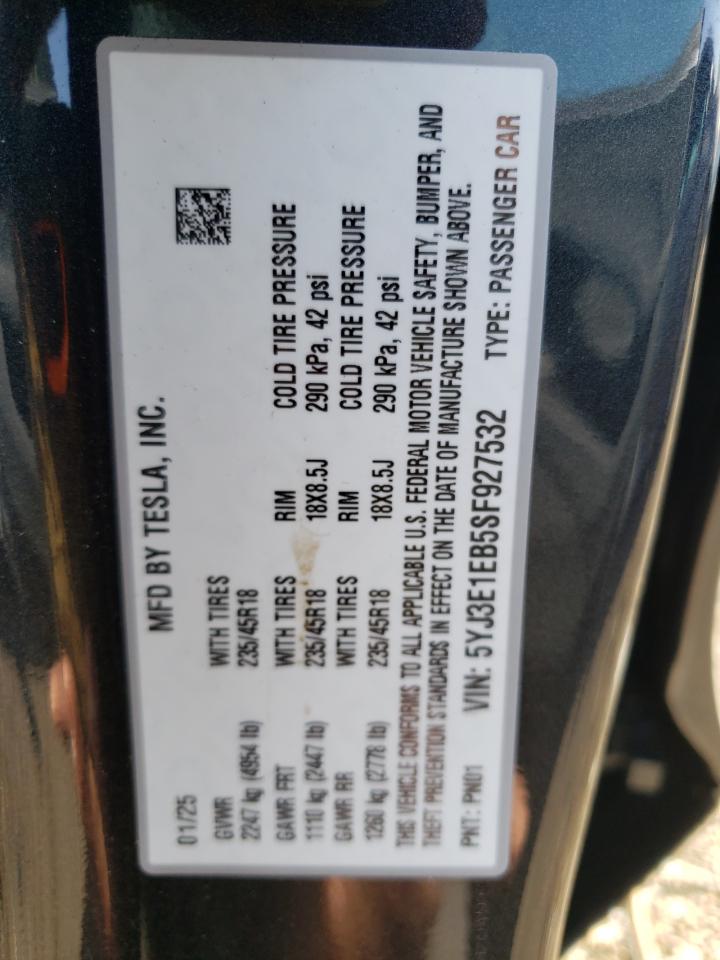 MFD BY TESLA, INC.
01/25
GVWR WITH TIRES
2247 kg (4954 lb) 235/45R18
GAWR FRT WITH TIRES RIM COLD TIRE PRESSURE
1110 kg (2447 lb) 235/45R18 18X8.5J 290 kPa, 42 psi
GAWR RR WITH TIRES RIM COLD TIRE PRESSURE
1260 kg (2778 lb) 235/45R18 18X8.5J 290 kPa, 42 psi
THIS VEHICLE CONFORMS TO ALL APPLICABLE U.S. FEDERAL MOTOR VEHICLE SAFETY, BUMPER, AND
THEFT PREVENTION STANDARDS IN EFFECT ON THE DATE OF MANUFACTURE SHOWN ABOVE.
PKT: PN01 VIN: 5YJ3E1EB5SF927532 TYPE: PASSENGER CAR